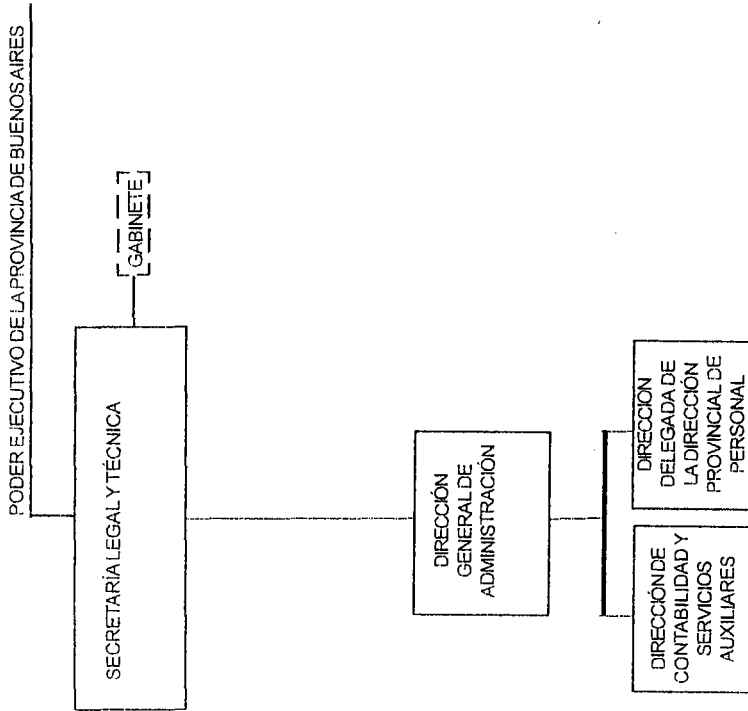 PODER EJECUTIVO DE LA PROVINCIA DE BUENOS AIRES
SECRETARÍA LEGAL Y TÉCNICA
GABINETE
DIRECCIÓN
GENERAL DE
ADMINISTRACIÓN
DIRECCIÓN DE
CONTABILIDAD Y
SERVICIOS
AUXILIARES
DIRECCION
DELEGADA DE
LA DIRECCIÓN
PROVINCIAL DE
PERSONAL